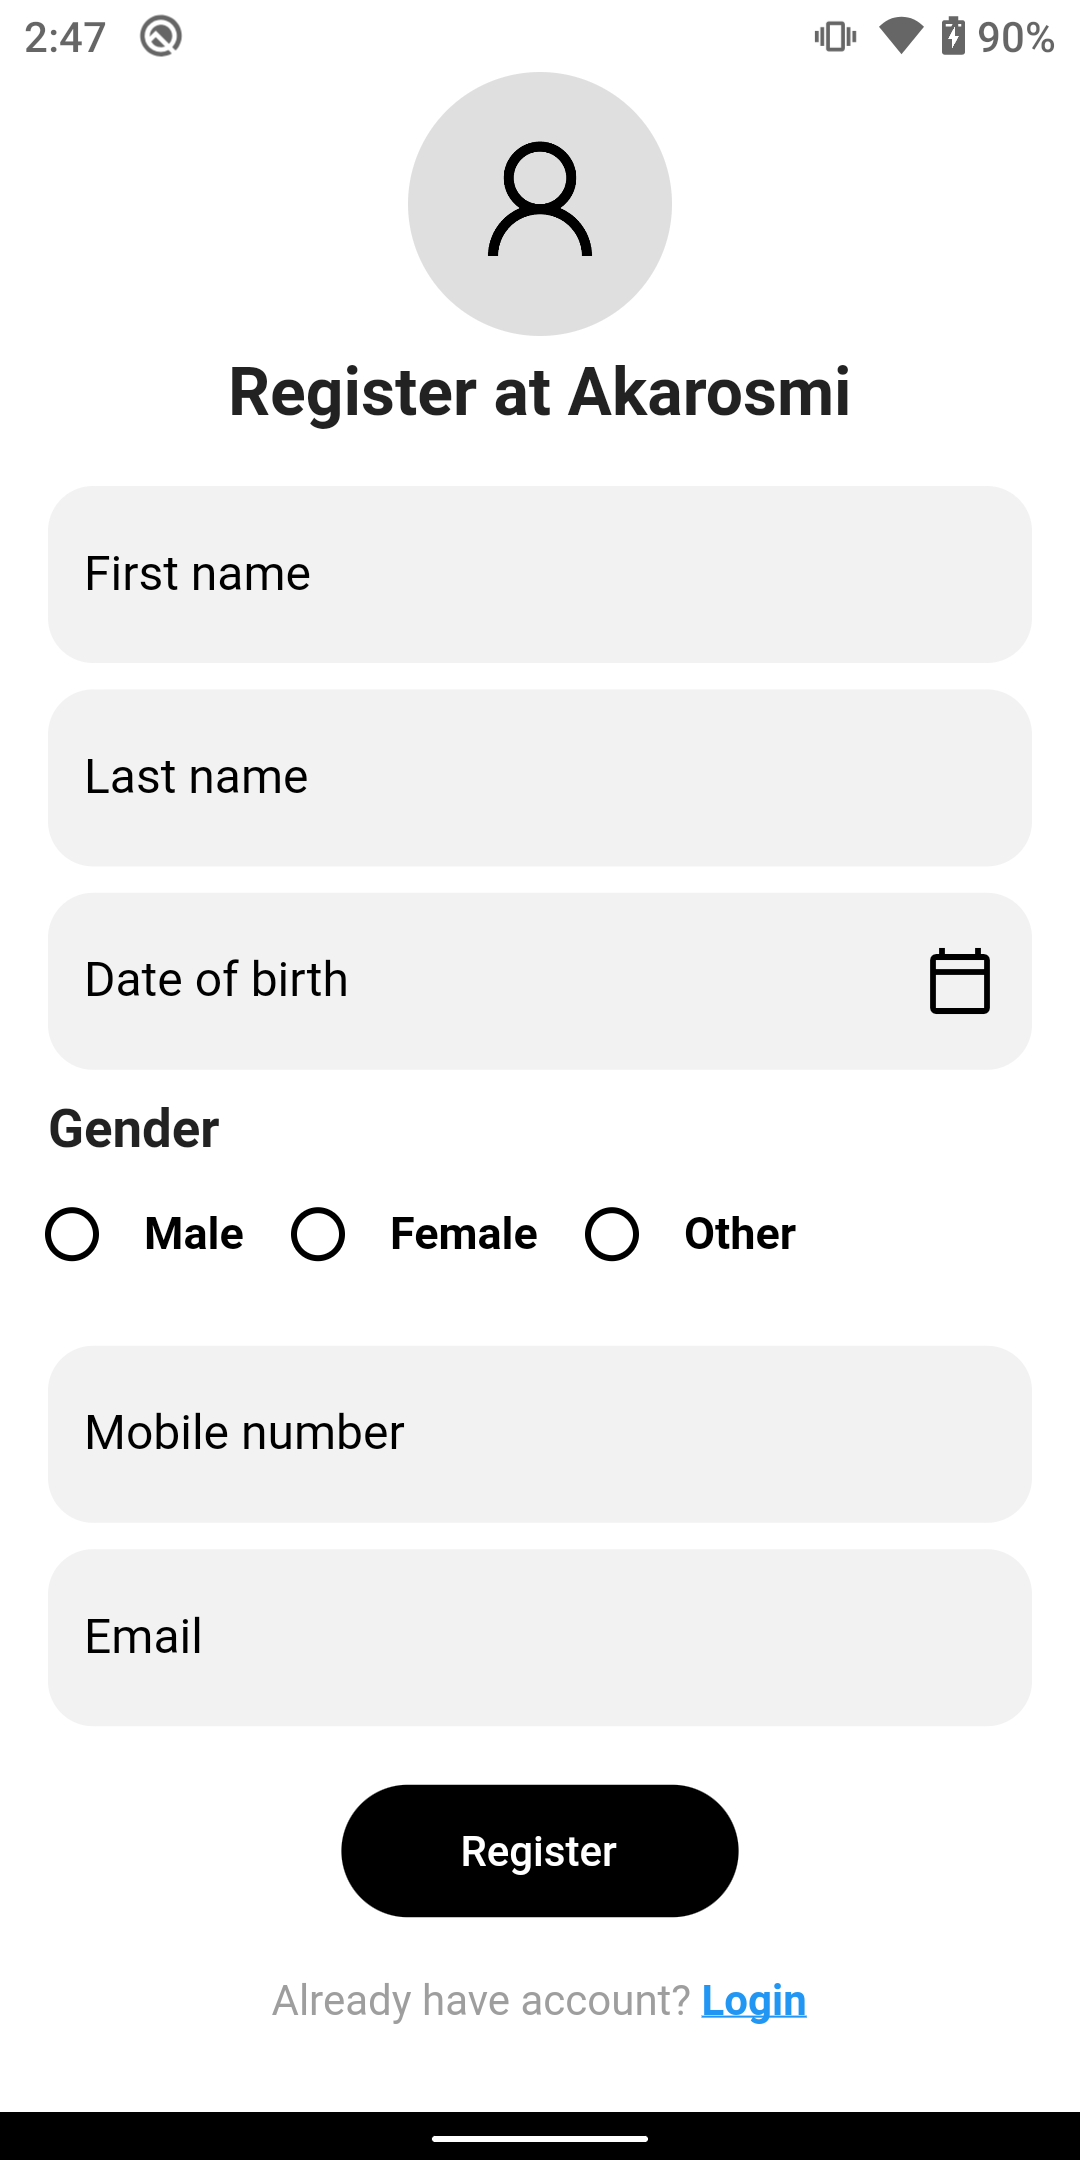 2:47 90%
Register at Akarosmi
First name
Last name
Date of birth
Gender
Male Female Other
Mobile number
Email
Register
Already have account? Login